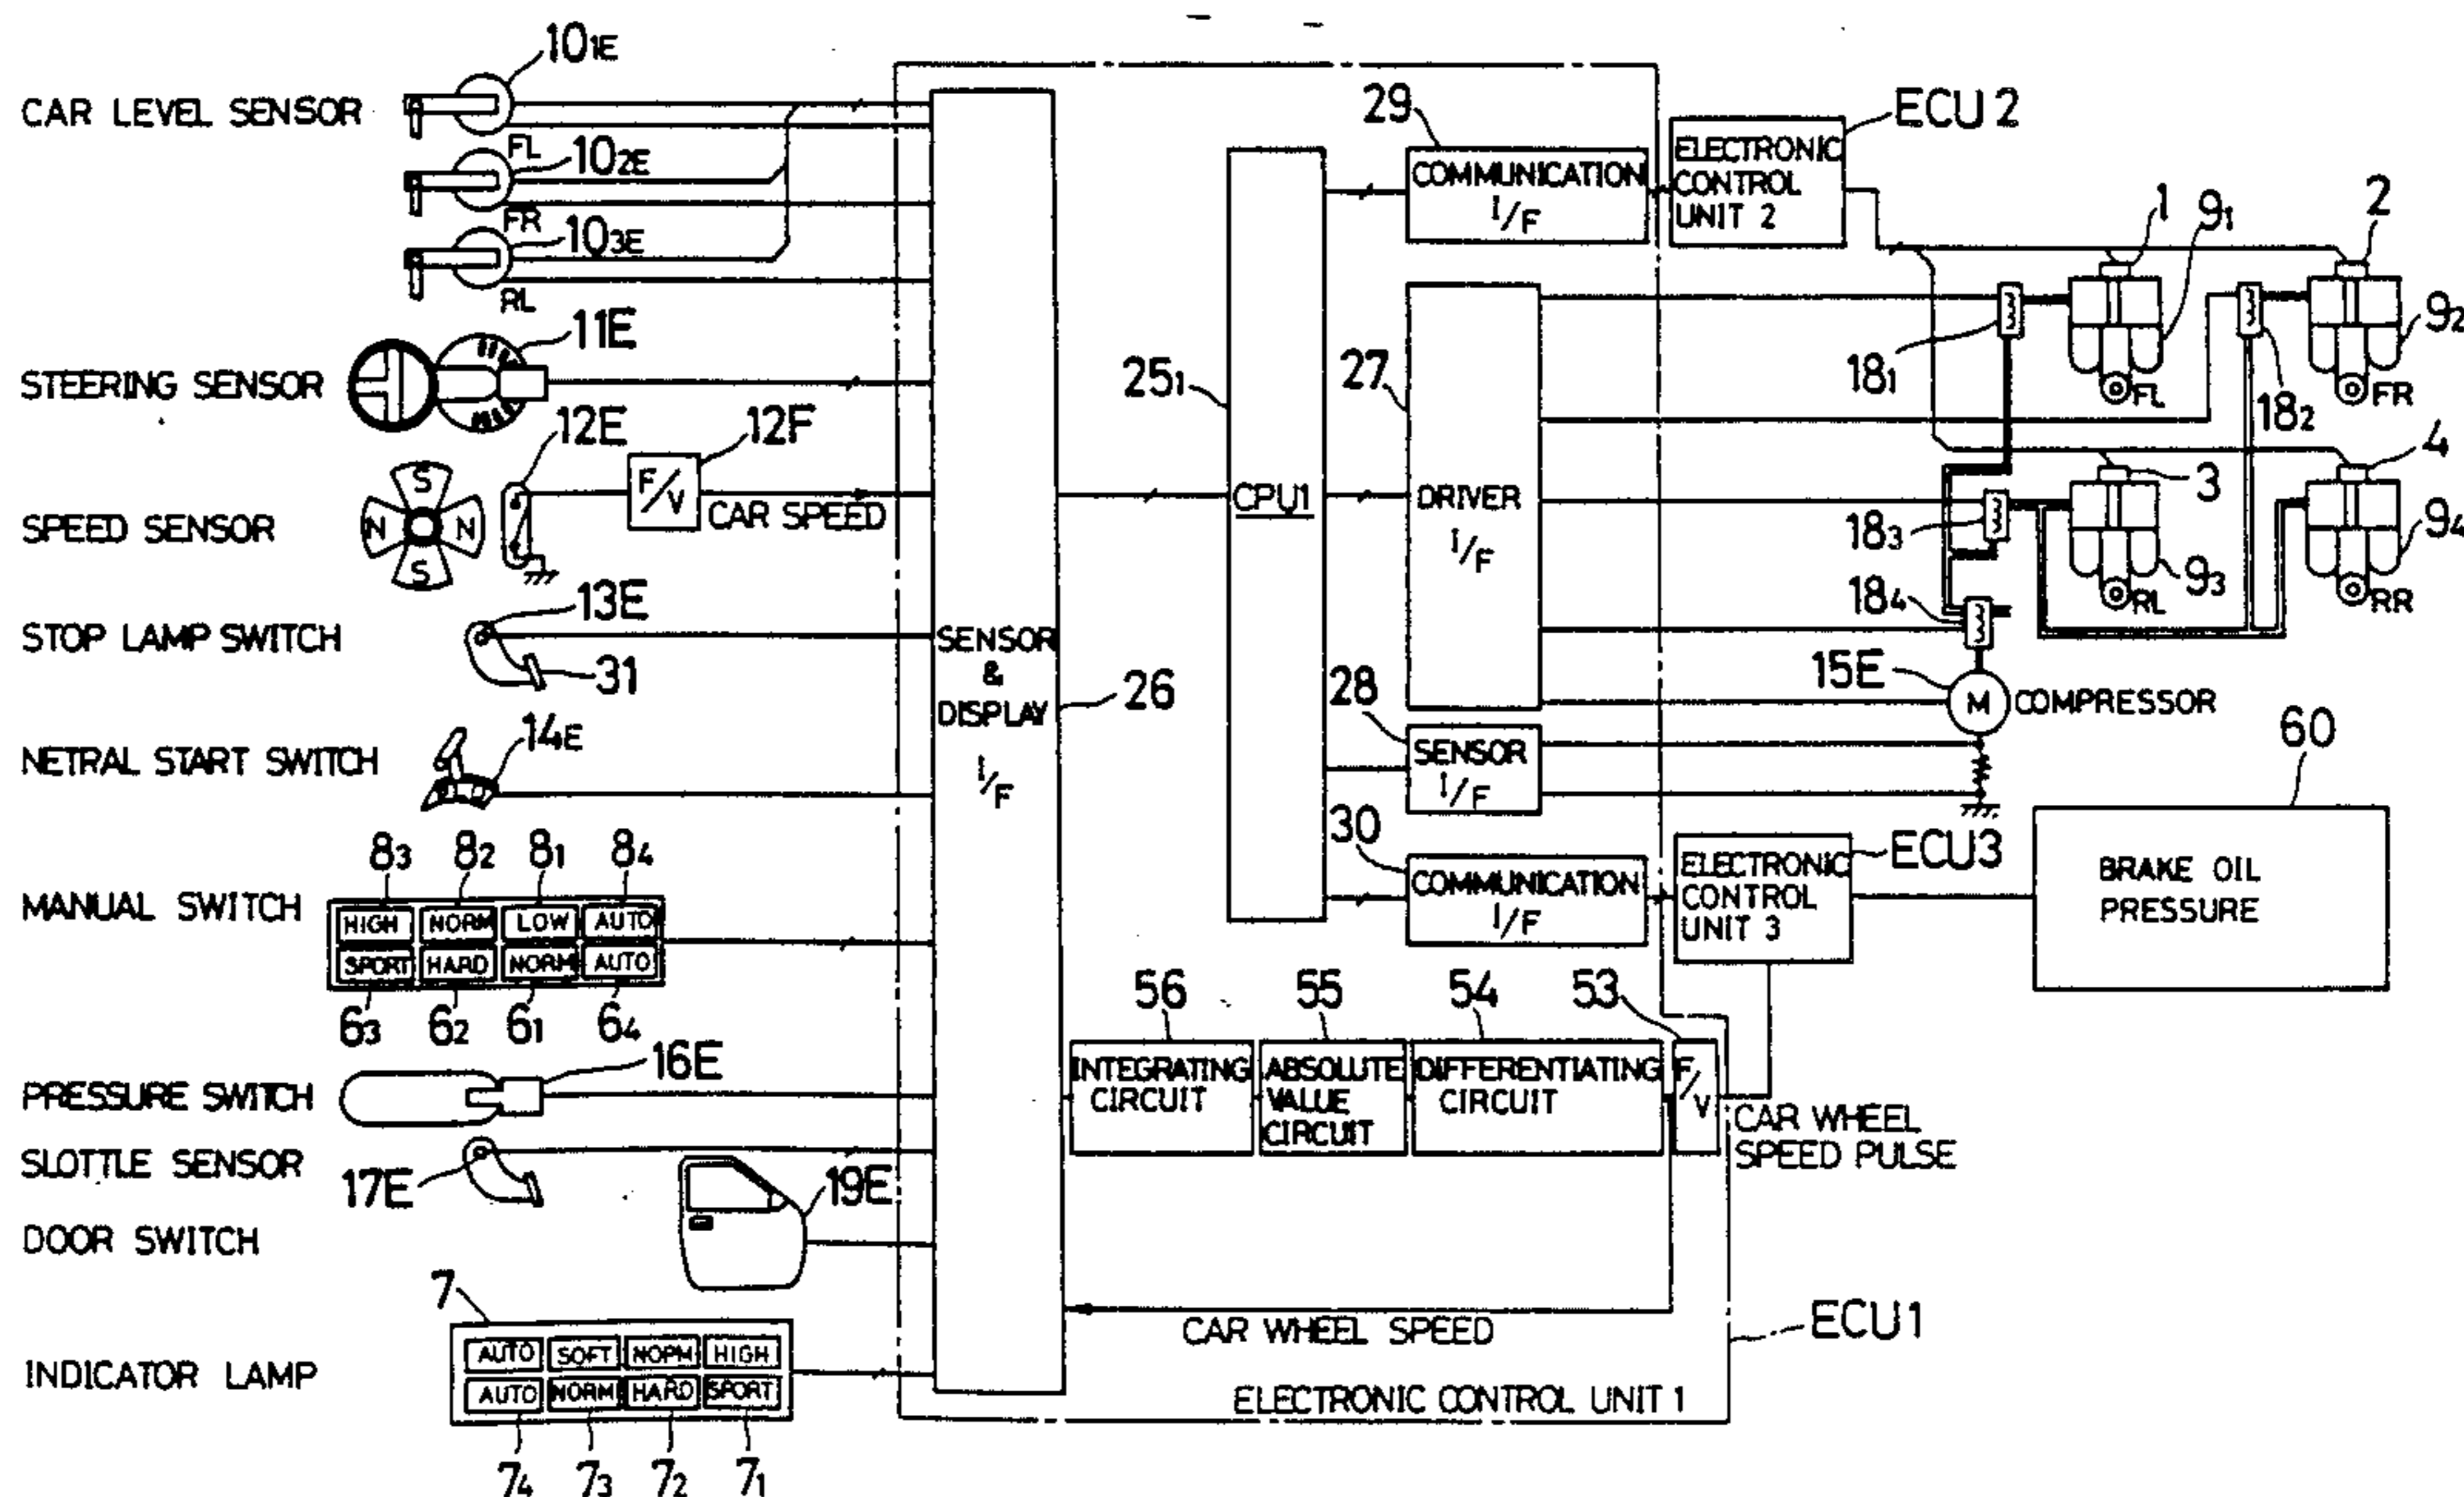 CAR LEVEL SENSOR
101E
FL
102E
FR
103E
RL
STEERING SENSOR
11E
SPEED SENSOR
S
N
N
S
12E
12F
F/V
CAR SPEED
STOP LAMP SWITCH
13E
31
NETRAL START SWITCH
14E
MANUAL SWITCH
83 82 81 84
HIGH NORM LOW AUTO
SPORT HARD NORM AUTO
63 62 61 64
PRESSURE SWITCH
16E
SLOTTLE SENSOR
17E
DOOR SWITCH
19E
INDICATOR LAMP
7
AUTO SOFT NOPM HIGH
AUTO NORM HARD SPORT
74 73 72 71
SENSOR
&
DISPLAY
I/F
26
251
CPU1
29
COMMUNICATION
I/F
27
DRIVER
I/F
28
SENSOR
I/F
30
COMMUNICATION
I/F
ECU 2
ELECTRONIC
CONTROL
UNIT 2
1
91
FL
2
92
FR
181
182
3
93
RL
4
94
RR
183
184
15E
M
COMPRESSOR
ECU3
ELECTRONIC
CONTROL
UNIT 3
60
BRAKE OIL
PRESSURE
56
INTEGRATING
CIRCUIT
55
ABSOLUTE
VALUE
CIRCUIT
54
DIFFERENTIATING
CIRCUIT
53
F/V
CAR WHEEL
SPEED PULSE
CAR WHEEL SPEED
ECU1
ELECTRONIC CONTROL UNIT 1